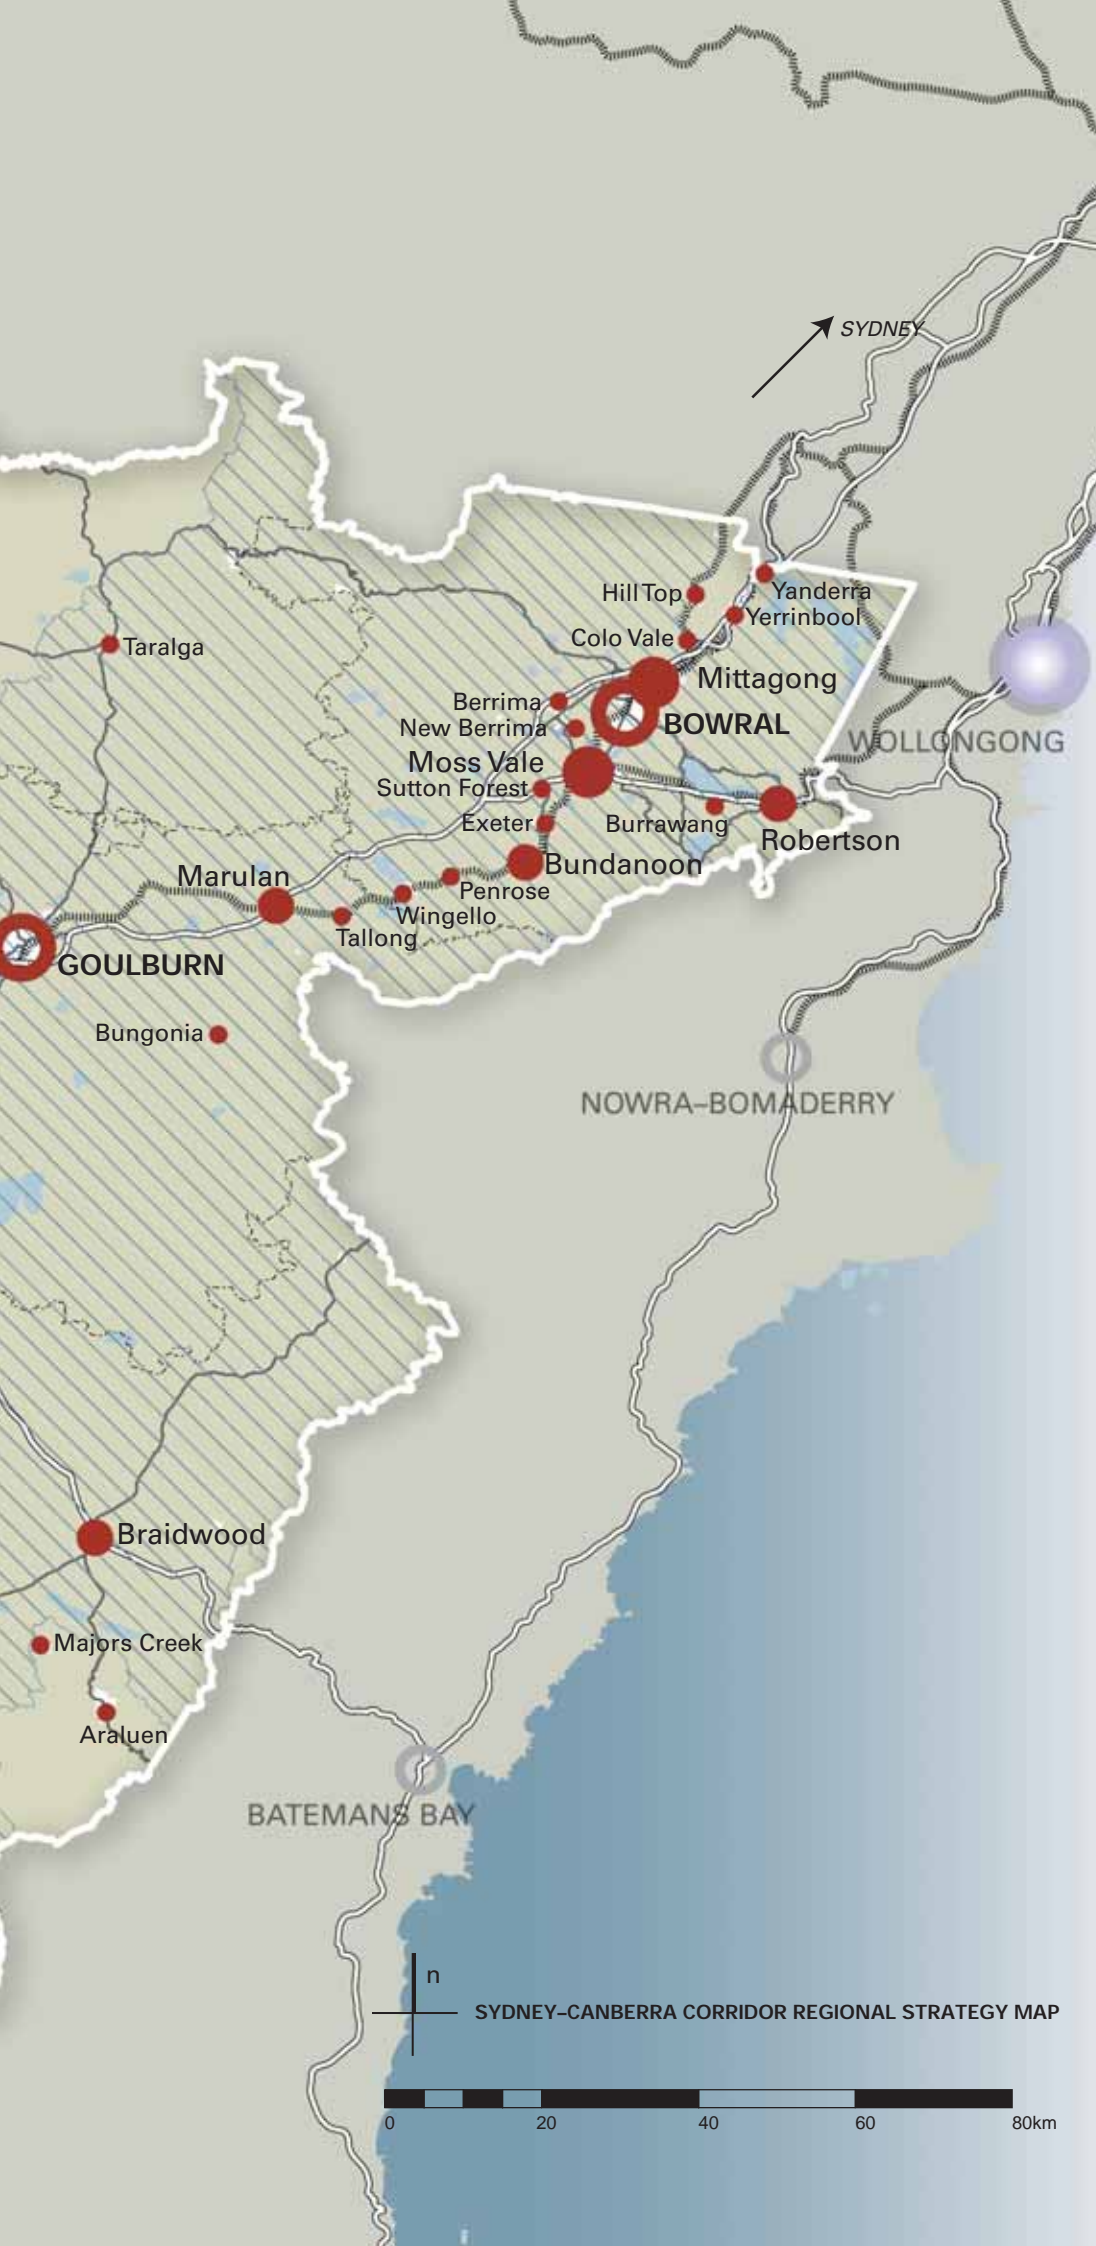 SYDNEY
Hill Top
Yanderra
Yerrinbool
Colo Vale
Taralga
Mittagong
Berrima
BOWRAL
New Berrima
WOLLONGONG
Moss Vale
Sutton Forest
Exeter
Burrawang
Robertson
Bundanoon
Marulan
Penrose
Wingello
Tallong
GOULBURN
Bungonia
NOWRA–BOMADERRY
Braidwood
Majors Creek
Araluen
BATEMANS BAY
n
SYDNEY–CANBERRA CORRIDOR REGIONAL STRATEGY MAP
0 20 40 60 80km